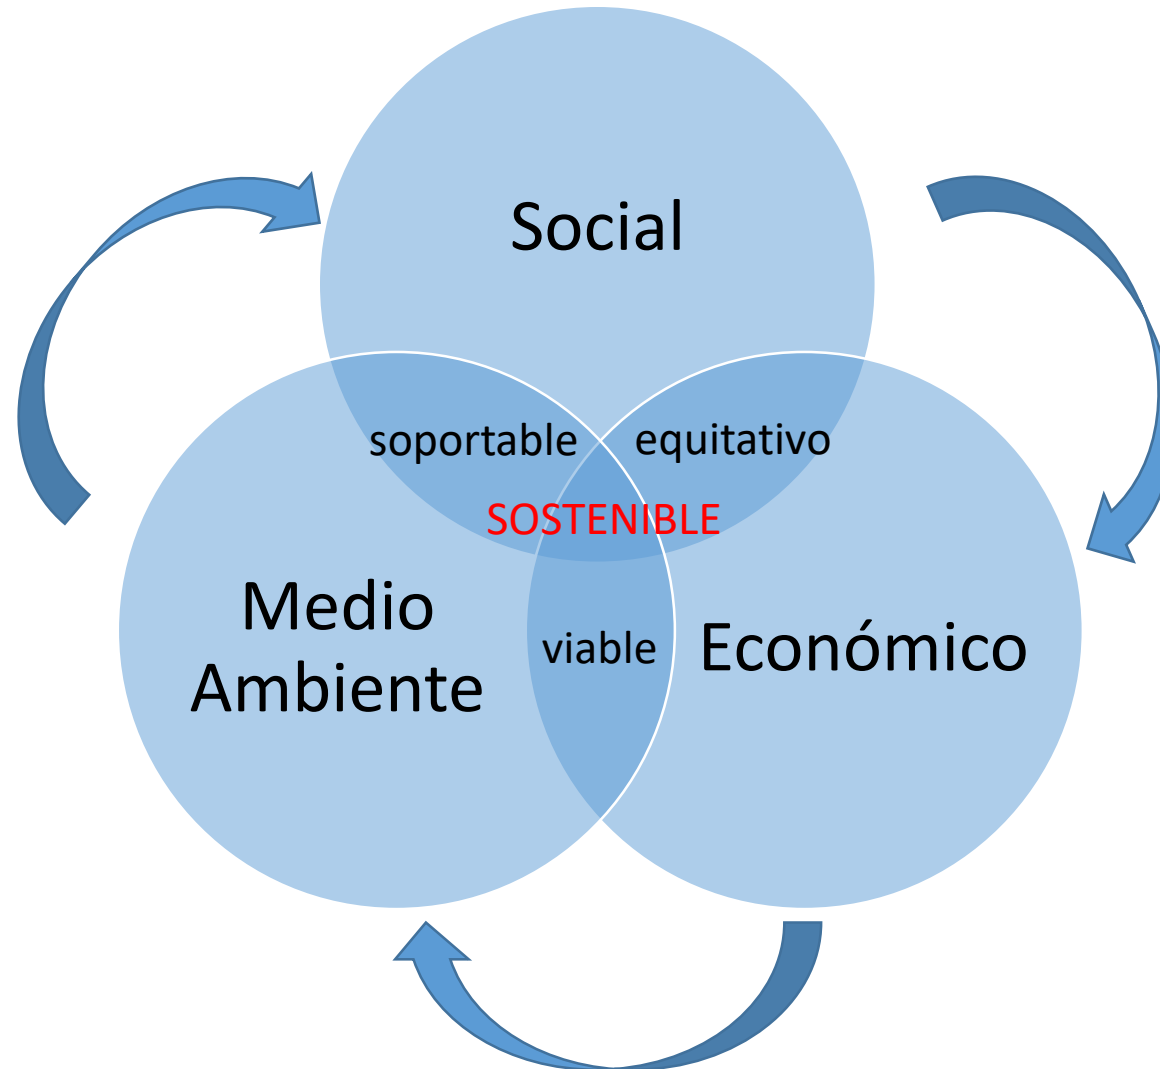 Social
soportable
equitativo
SOSTENIBLE
Medio
Ambiente
viable
Económico